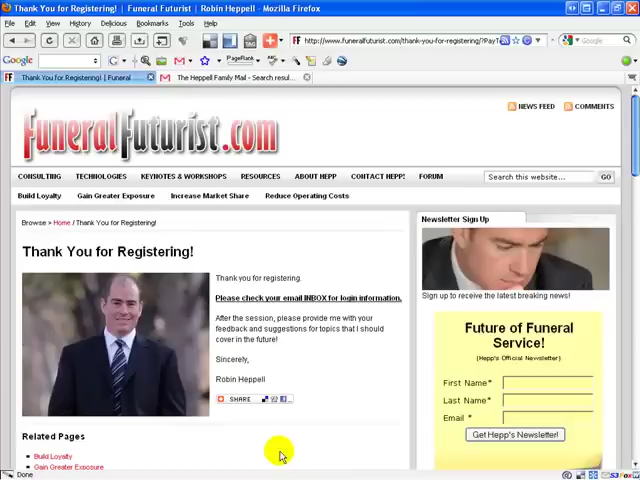 Thank You for Registering! | Funeral Futurist | Robin Heppell - Mozilla Firefox
File Edit View History Delicious Bookmarks Tools Help
http://www.funeralfuturist.com/thank-you-for-registering/?PayT
Google
Google
PageRank
Thank You for Registering! | Funeral
The Heppell Family Mail - Search resul...
FuneralFuturist.com
NEWS FEED
COMMENTS
CONSULTING TECHNOLOGIES KEYNOTES & WORKSHOPS RESOURCES ABOUT HEPP CONTACT HEPP! FORUM
Search this website...
GO
Build Loyalty Gain Greater Exposure Increase Market Share Reduce Operating Costs
Browse > Home / Thank You for Registering!
Thank You for Registering!
Thank you for registering.
Please check your email INBOX for login information.
After the session, please provide me with your
feedback and suggestions for topics that I should
cover in the future!
Sincerely,
Robin Heppell
SHARE
Related Pages
Build Loyalty
Gain Greater Exposure
Newsletter Sign Up
Sign up to receive the latest breaking news!
Future of Funeral
Service!
(Hepp's Official Newsletter)
First Name*
Last Name*
Email *
Get Hepp's Newsletter!
Done